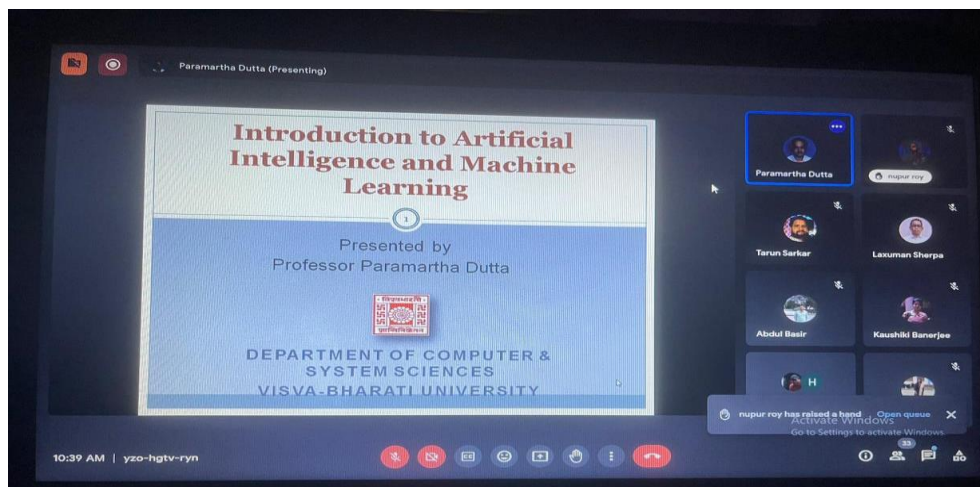 Paramartha Dutta (Presenting)
Introduction to Artificial
Intelligence and Machine
Learning
1
Presented by
Professor Paramartha Dutta
DEPARTMENT OF COMPUTER &
SYSTEM SCIENCES
VISVA-BHARATI UNIVERSITY
Paramartha Dutta
nupur roy
Tarun Sarkar
Laxuman Sherpa
Abdul Basir
Kaushiki Banerjee
H
nupur roy has raised a hand Open queue
Activate Windows
Go to Settings to activate Windows.
10:39 AM | yzo-hgtv-ryn
CC
33